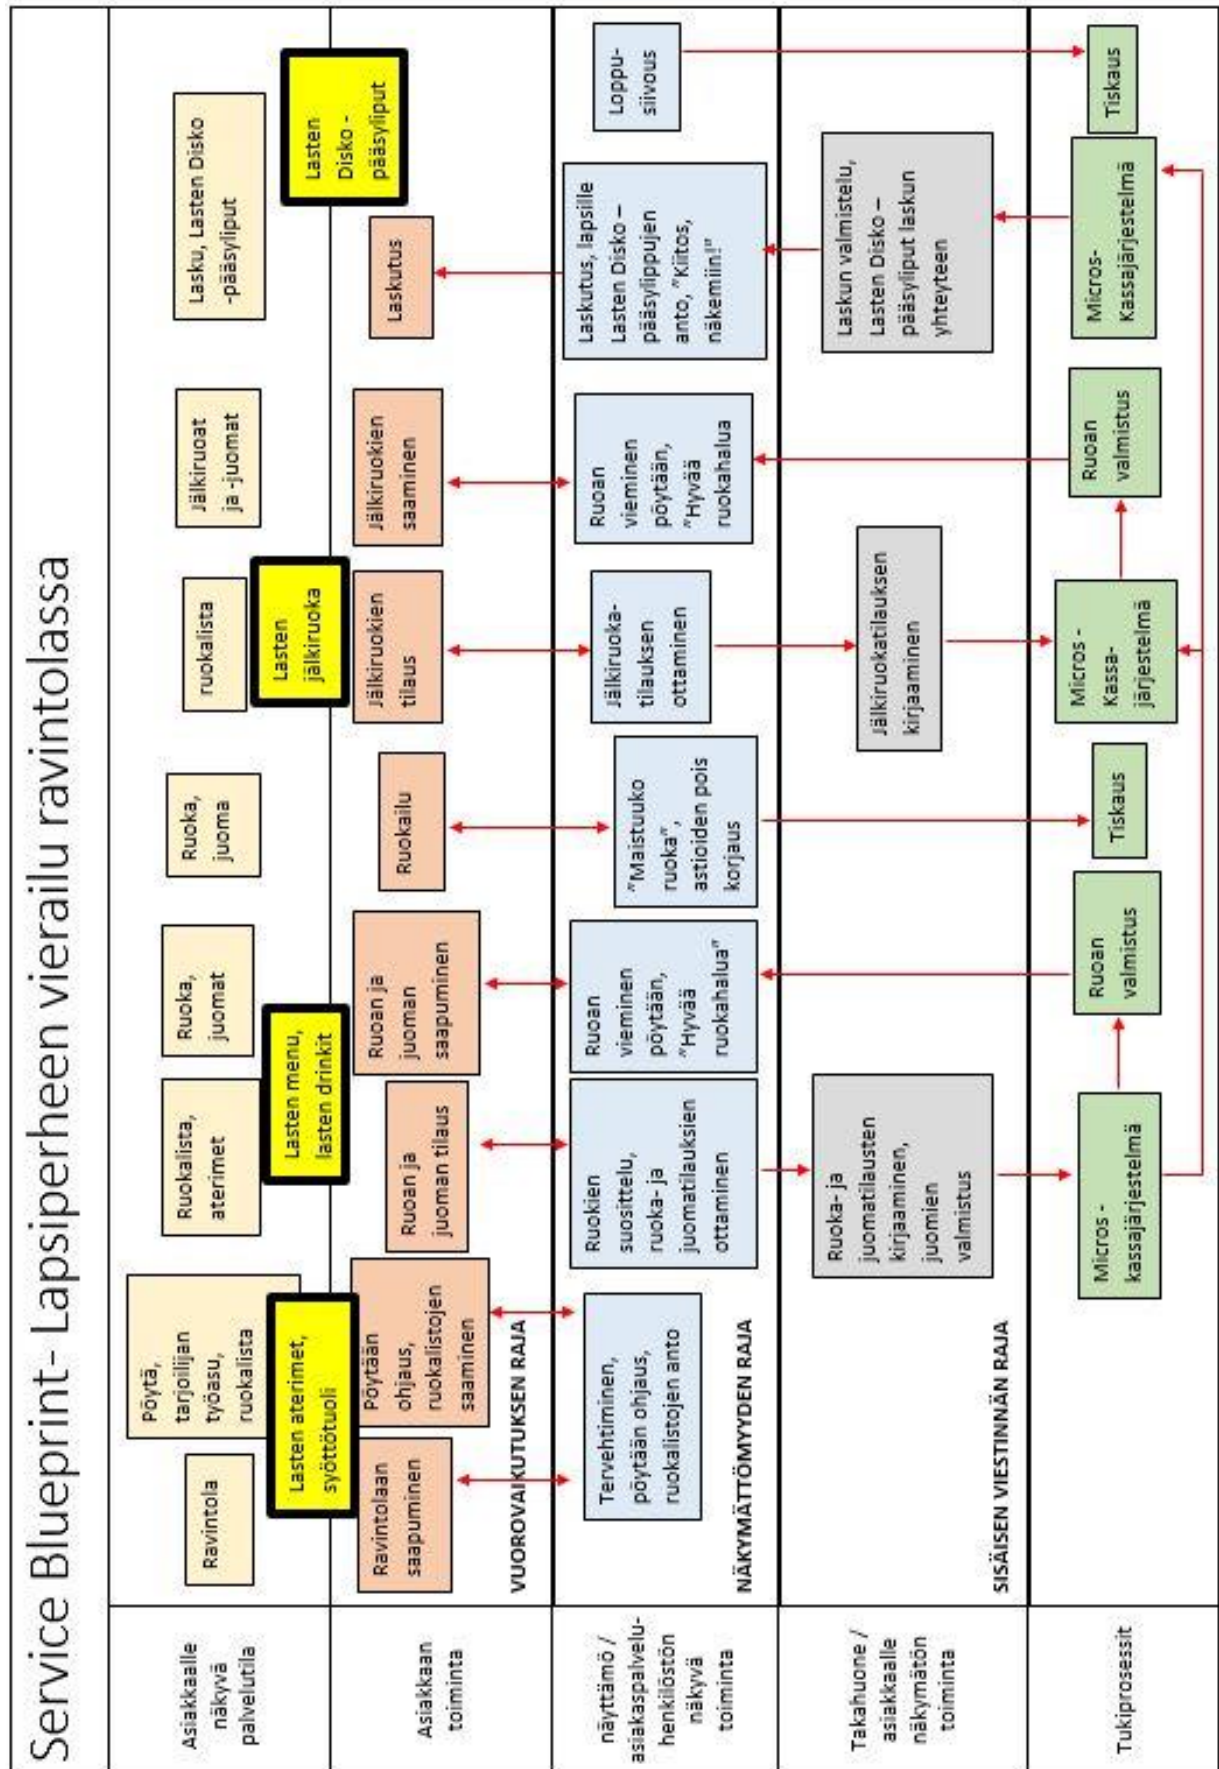 Service Blueprint- Lapsiperheen vierailu ravintolassa
Asiakkaalle
näkyvä
palvelutila
Ravintola
Pöytä,
tarjoilijan
työasu,
ruokalista
Ruokalista,
aterimet
Ruoka,
juomat
Ruoka,
juoma
ruokalista
Jälkiruoat
ja -juomat
Lasku, Lasten Disko
-pääsyliput
Lasten aterimet,
syöttötuoli
Lasten menu,
lasten drinkit
Lasten
jälkiruoka
Lasten
Disko -
pääsyliput
Asiakkaan
toiminta
Ravintolaan
saapuminen
Pöytään
ohjaus,
ruokalistojen
saaminen
Ruoan ja
juoman tilaus
Ruoan ja
juoman
saapuminen
Ruokailu
Jälkiruokien
tilaus
Jälkiruokien
saaminen
Laskutus
VUOROVAIKUTUKSEN RAJA
näyttämö /
asiakaspalvelu-
henkilöstön
näkyvä
toiminta
Tervehtiminen,
pöytään ohjaus,
ruokalistojen anto
Ruokien
suosittelu,
ruoka- ja
juomatilauksien
ottaminen
Ruoan
vieminen
pöytään,
"Hyvää
ruokahalua"
"Maistuuko
ruoka",
astioiden pois
korjaus
Jälkiruoka-
tilauksen
ottaminen
Ruoan
vieminen
pöytään,
"Hyvää
ruokahalua
Laskutus, lapsille
Lasten Disko –
pääsylippujen
anto, "Kiitos,
näkemiin!"
Loppu-
siivous
NÄKYMÄTTÖMYYDEN RAJA
Takahuone /
asiakkaalle
näkymätön
toiminta
Ruoka- ja
juomatilausten
kirjaaminen,
juomien
valmistus
Jälkiruokatilauksen
kirjaaminen
Laskun valmistelu,
Lasten Disko –
pääsyliput laskun
yhteyteen
SISÄISEN VIESTINNÄN RAJA
Tukiprosessit
Micros -
kassajärjestelmä
Ruoan
valmistus
Tiskaus
Micros -
Kassa-
järjestelmä
Ruoan
valmistus
Micros-
Kassajärjestelmä
Tiskaus